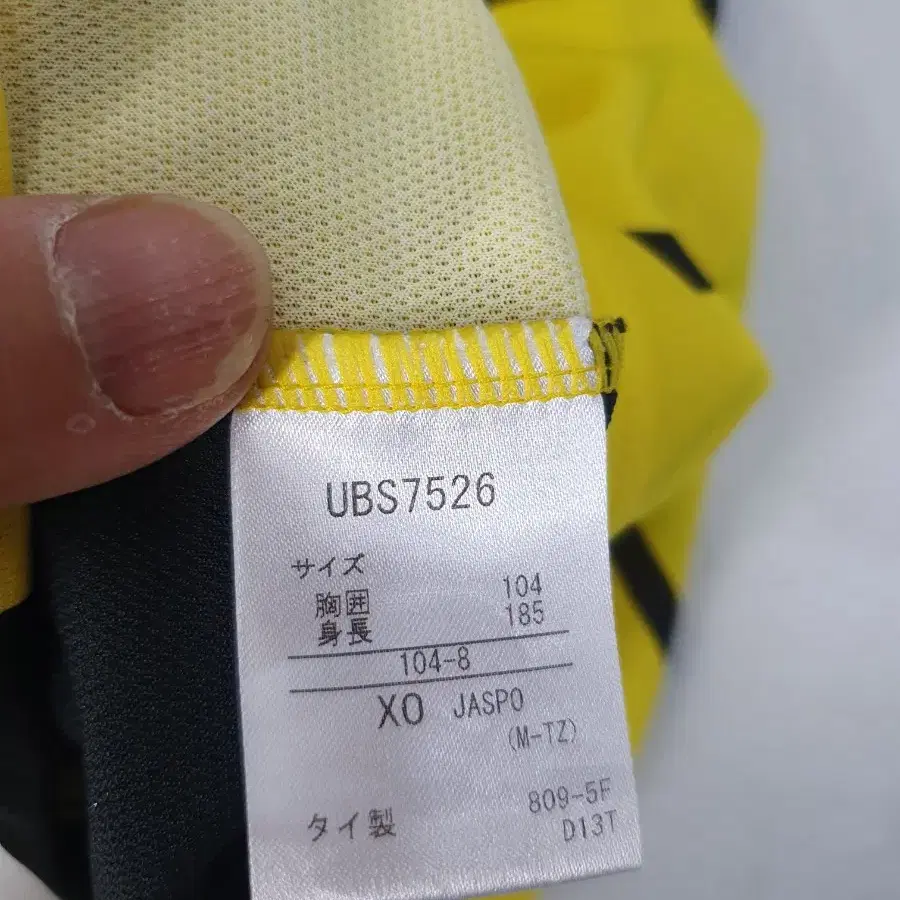 UBS7526
サイズ
胸囲 104
身長 185
104-8
XO JASPO
(M-TZ)
809-5F
タイ製 D13T